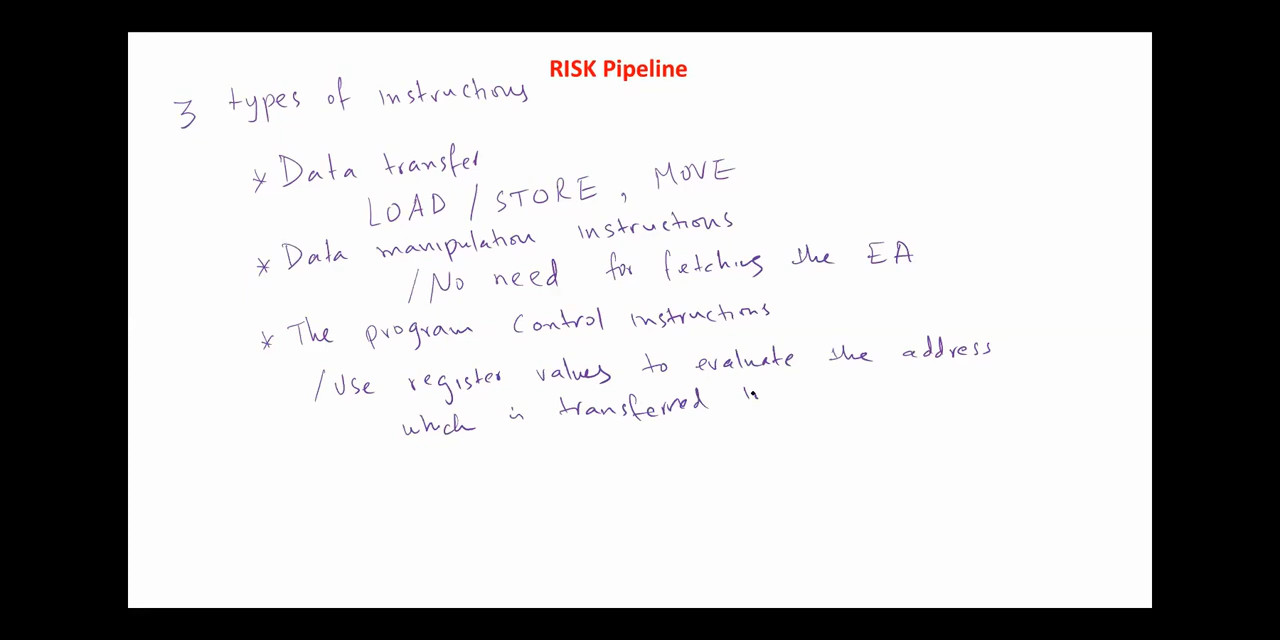 RISK Pipeline
3 types of instructions
* Data transfer
LOAD / STORE , MOVE
* Data manipulation instructions
/ No need for fetching the EA
* The program control instructions
/ Use register values to evaluate the address
which is transferred